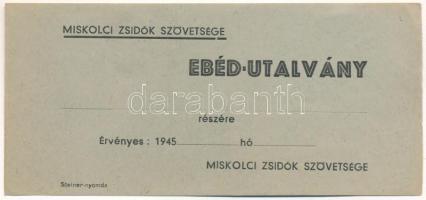 MISKOLCI ZSIDÓK SZÖVETSÉGE
EBÉD-UTALVÁNY
darabanth
részére
Érvényes: 1945 hó
MISKOLCI ZSIDÓK SZÖVETSÉGE
Steiner-nyomda